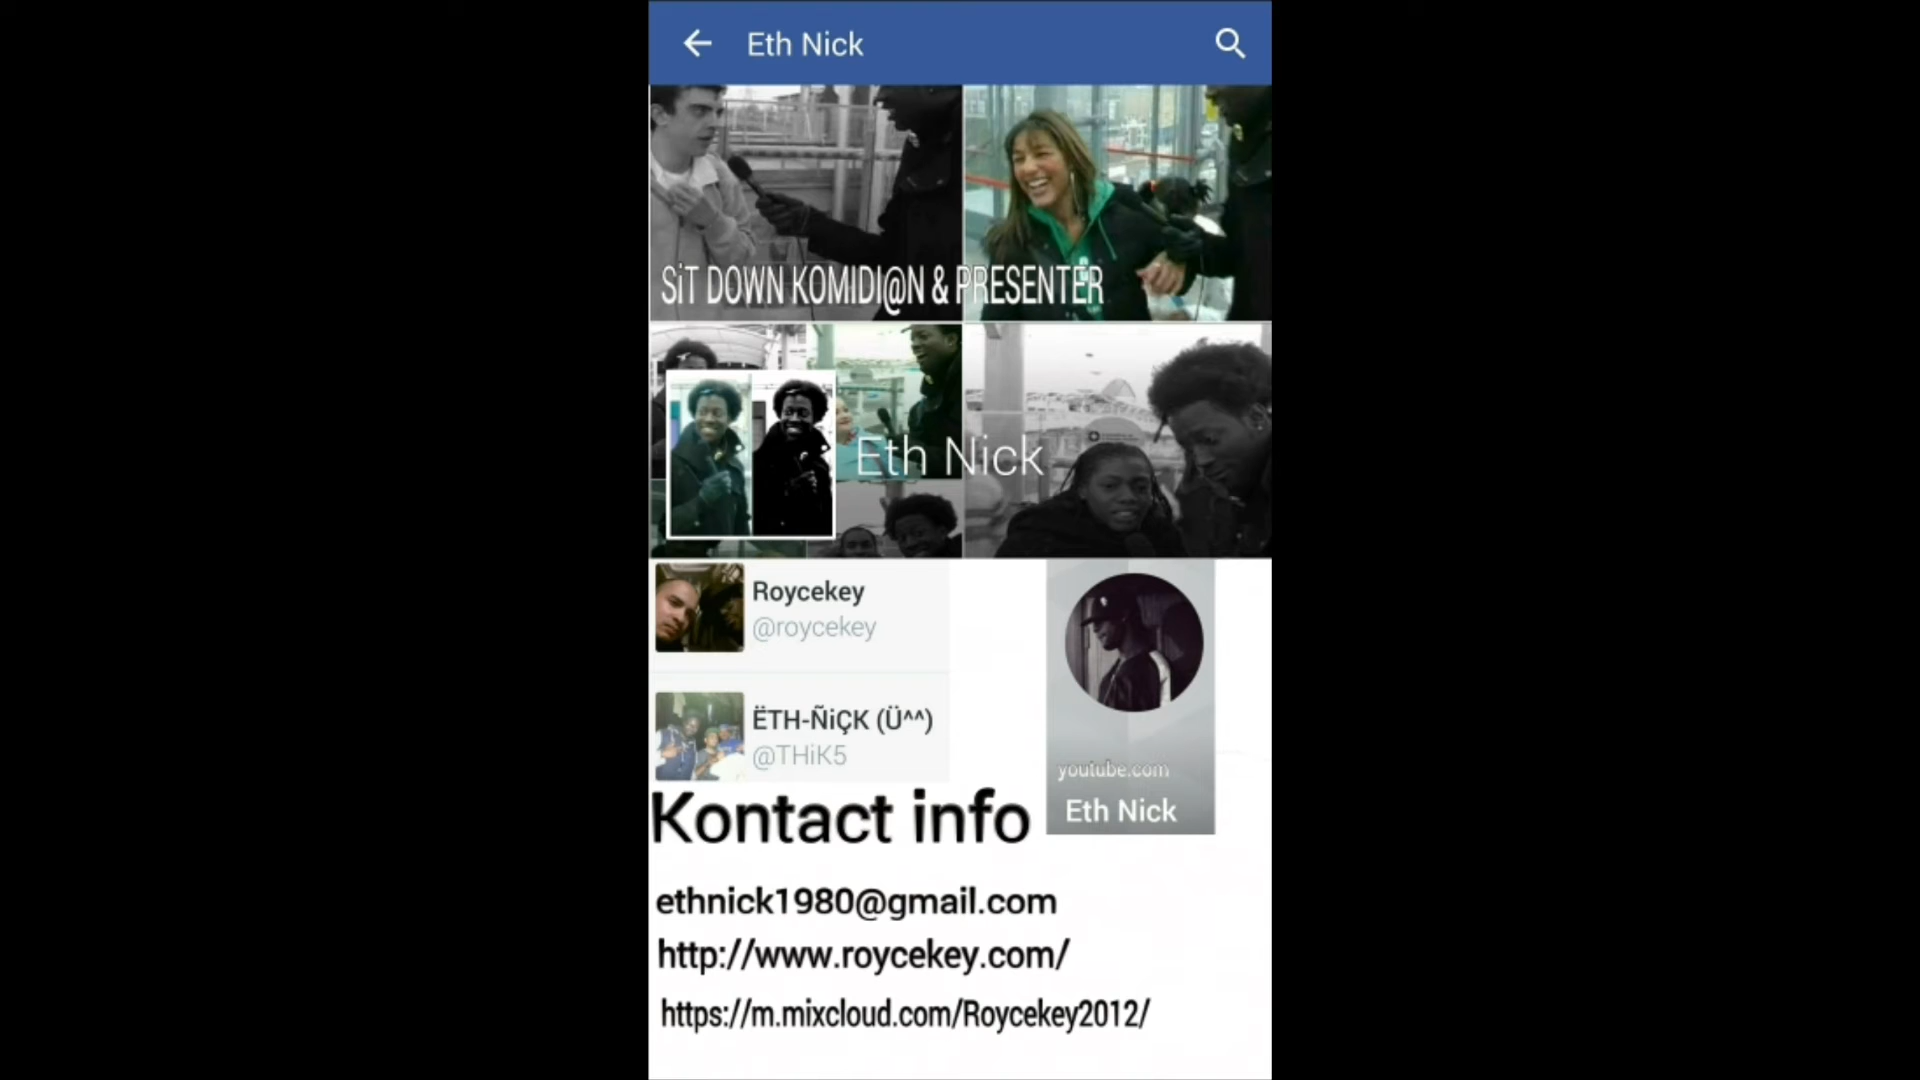 Eth Nick
SiT DOWN KOMIDI@N & PRESENTER
Eth Nick
Roycekey
@roycekey
ËTH-ÑiÇK (Ü^^)
@THiK5
youtube.com
Eth Nick
Kontact info
ethnick1980@gmail.com
http://www.roycekey.com/
https://m.mixcloud.com/Roycekey2012/